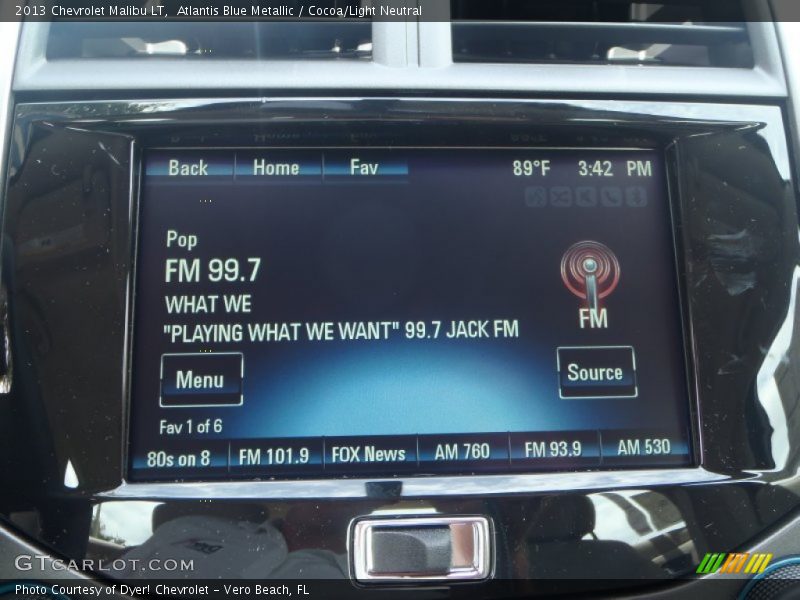 2013 Chevrolet Malibu LT, Atlantis Blue Metallic / Cocoa/Light Neutral
Back Home Fav 89°F 3:42 PM
Pop
FM 99.7
WHAT WE
"PLAYING WHAT WE WANT" 99.7 JACK FM
FM
Menu
Source
Fav 1 of 6
80s on 8 FM 101.9 FOX News AM 760 FM 93.9 AM 530
GTCARLOT.COM
Photo Courtesy of Dyer! Chevrolet - Vero Beach, FL